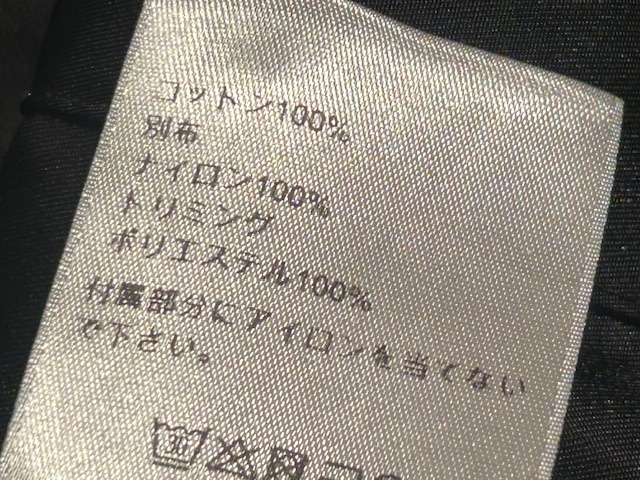 コットン100%
別布
ナイロン100%
トリミング
ポリエステル100%
付属部分にアイロンを当てない
で下さい。
30